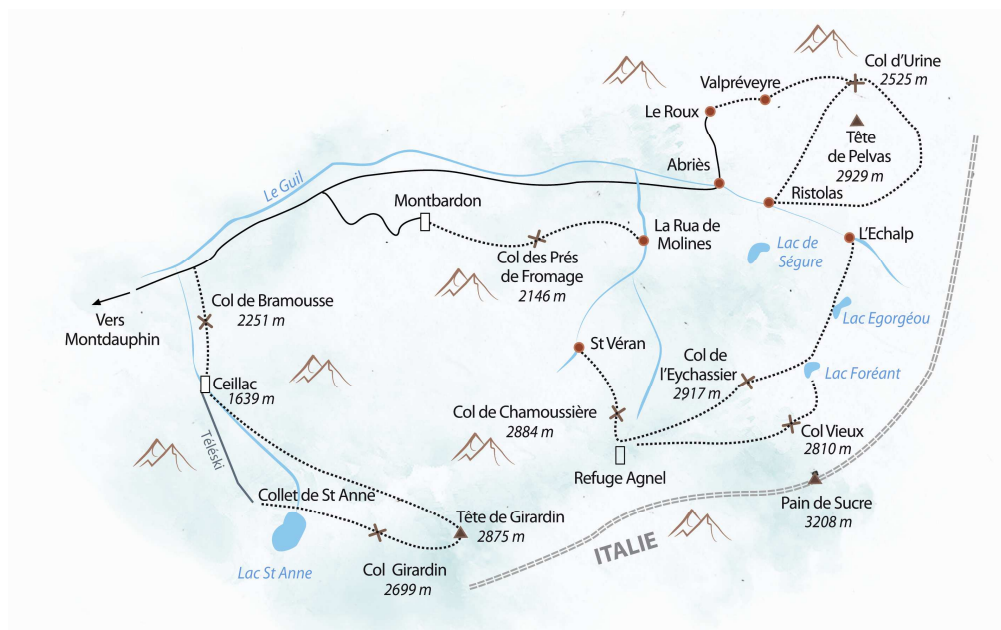 Col d'Urine
2525 m
Valpréveyre
Le Roux
Tête
de Pelvas
2929 m
Abriès
Ristolas
Le Guil
Montbardon
La Rua de
Molines
L'Echalp
Col des Prés
de Fromage
2146 m
Lac de
Ségure
Col de Bramousse
2251 m
Vers
Montdauphin
Lac Egorgéou
St Véran
Col de
l'Eychassier
2917 m
Lac Foréant
Ceillac
1639 m
Col de Chamoussière
2884 m
Téléski
Col Vieux
2810 m
Refuge Agnel
Collet de St Anne
Pain de Sucre
3208 m
Tête de Girardin
2875 m
ITALIE
Lac St Anne
Col Girardin
2699 m